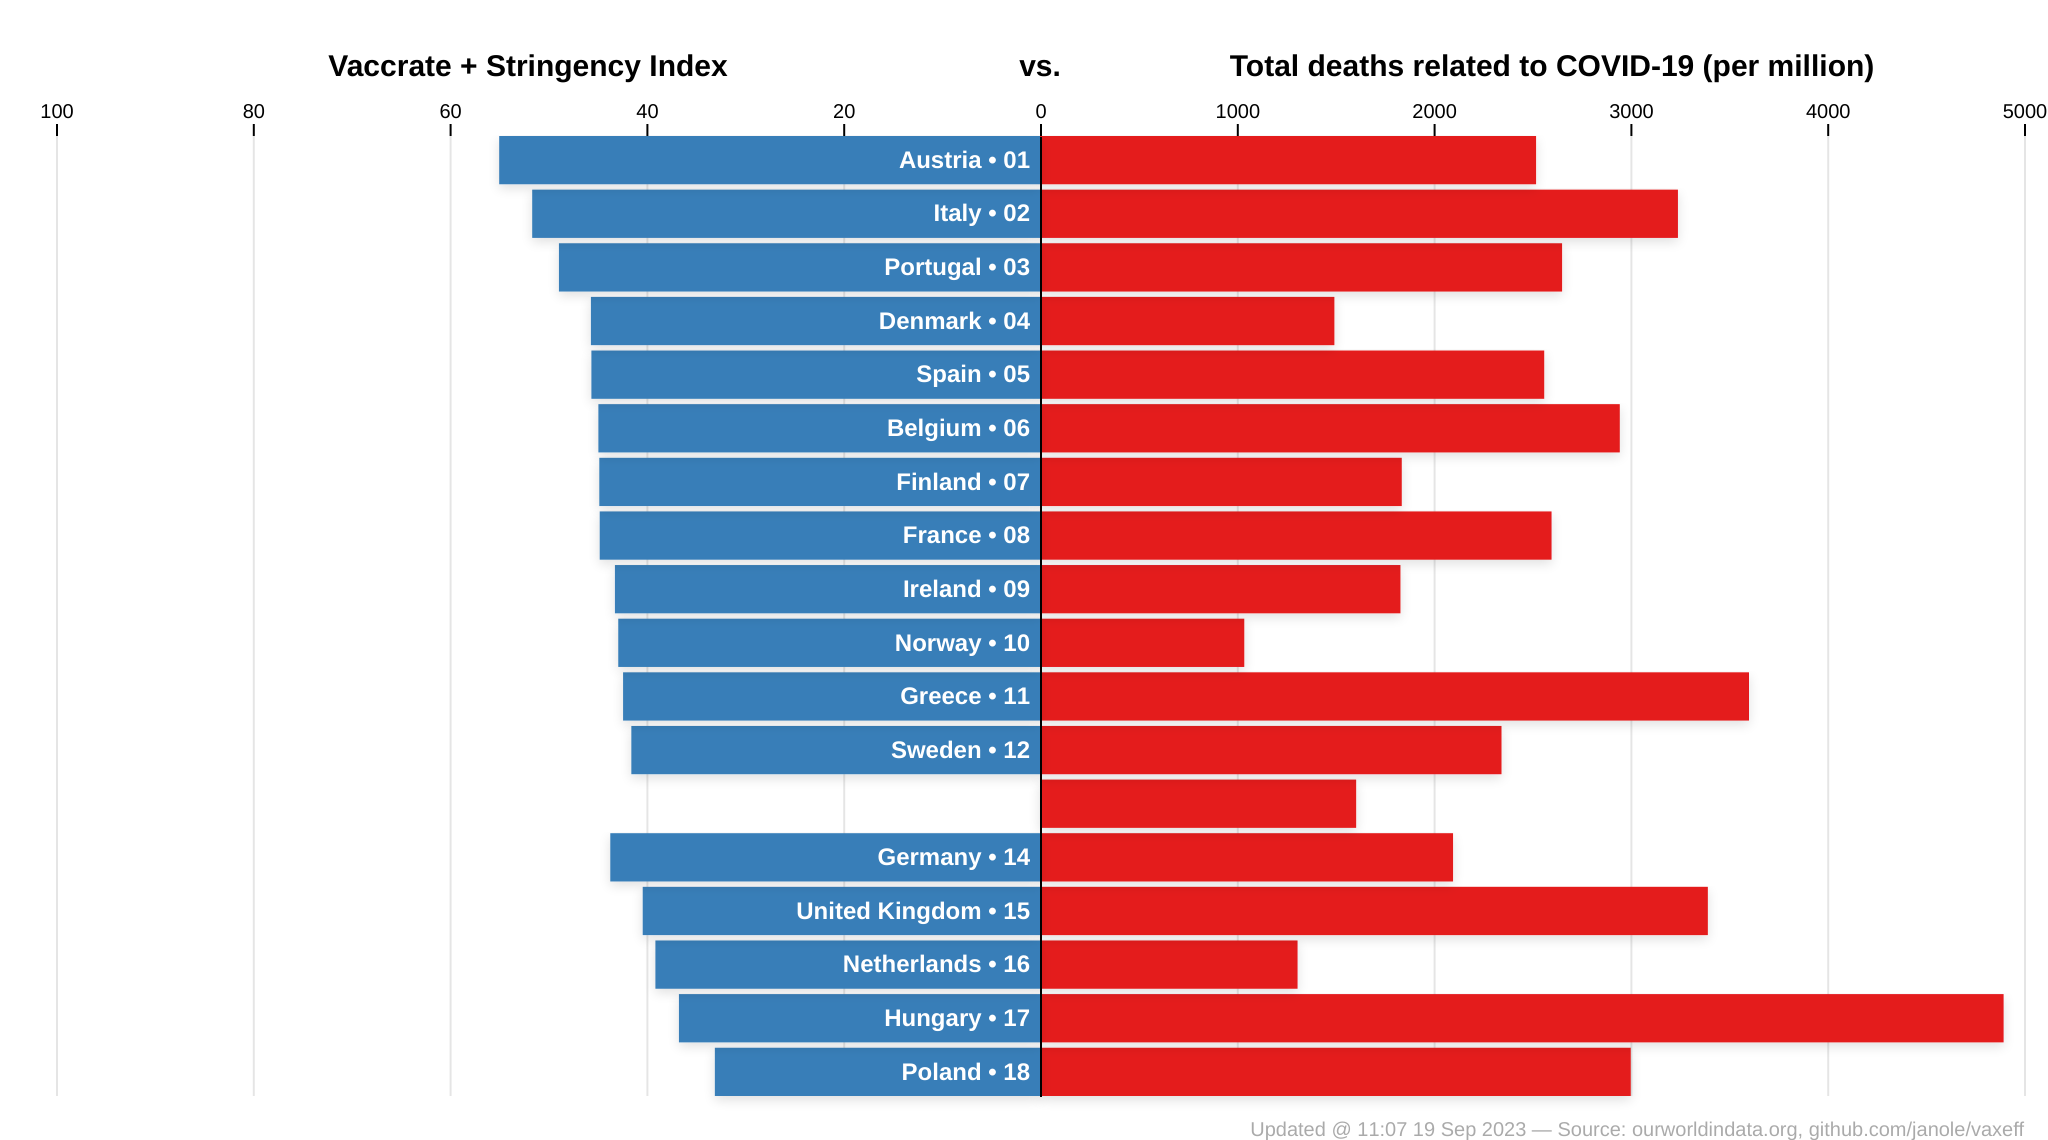 Vaccrate + Stringency Index vs. Total deaths related to COVID-19 (per million)
100 80 60 40 20 0 1000 2000 3000 4000 5000
Austria • 01
Italy • 02
Portugal • 03
Denmark • 04
Spain • 05
Belgium • 06
Finland • 07
France • 08
Ireland • 09
Norway • 10
Greece • 11
Sweden • 12
Germany • 14
United Kingdom • 15
Netherlands • 16
Hungary • 17
Poland • 18
Updated @ 11:07 19 Sep 2023 — Source: ourworldindata.org, github.com/janole/vaxeff